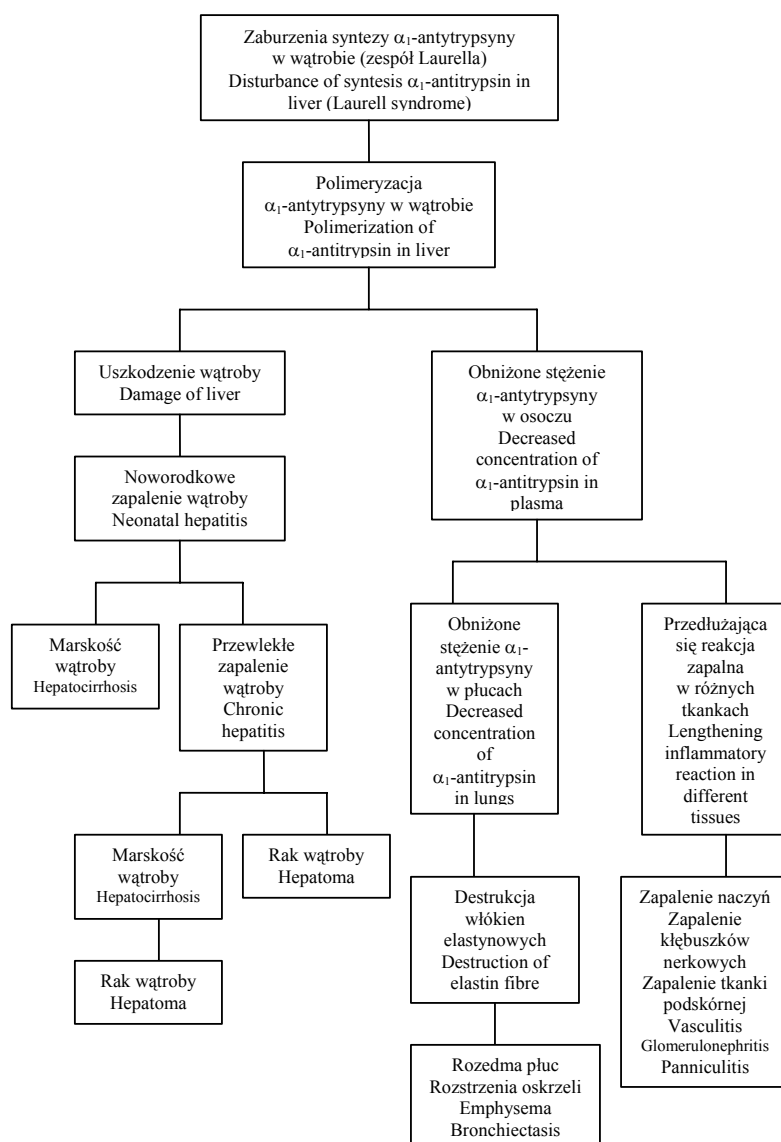 Zaburzenia syntezy α₁-antytrypsyny
w wątrobie (zespół Laurella)
Disturbance of syntesis α₁-antitrypsin in
liver (Laurell syndrome)
Polimeryzacja
α₁-antytrypsyny w wątrobie
Polimerization of
α₁-antitrypsin in liver
Uszkodzenie wątroby
Damage of liver
Obniżone stężenie
α₁-antytrypsyny
w osoczu
Decreased
concentration of
α₁-antitrypsin in
plasma
Noworodkowe
zapalenie wątroby
Neonatal hepatitis
Marskość
wątroby
Hepatocirrhosis
Przewlekłe
zapalenie
wątroby
Chronic
hepatitis
Obniżone
stężenie α₁-
antytrypsyny
w płucach
Decreased
concentration
of
α₁-antitrypsin
in lungs
Przedłużająca
się reakcja
zapalna
w różnych
tkankach
Lengthening
inflammatory
reaction in
different
tissues
Marskość
wątroby
Hepatocirrhosis
Rak wątroby
Hepatoma
Rak wątroby
Hepatoma
Destrukcja
włókien
elastynowych
Destruction of
elastin fibre
Zapalenie naczyń
Zapalenie
kłębuszków
nerkowych
Zapalenie tkanki
podskórnej
Vasculitis
Glomerulonephritis
Panniculitis
Rozedma płuc
Rozstrzenia oskrzeli
Emphysema
Bronchiectasis